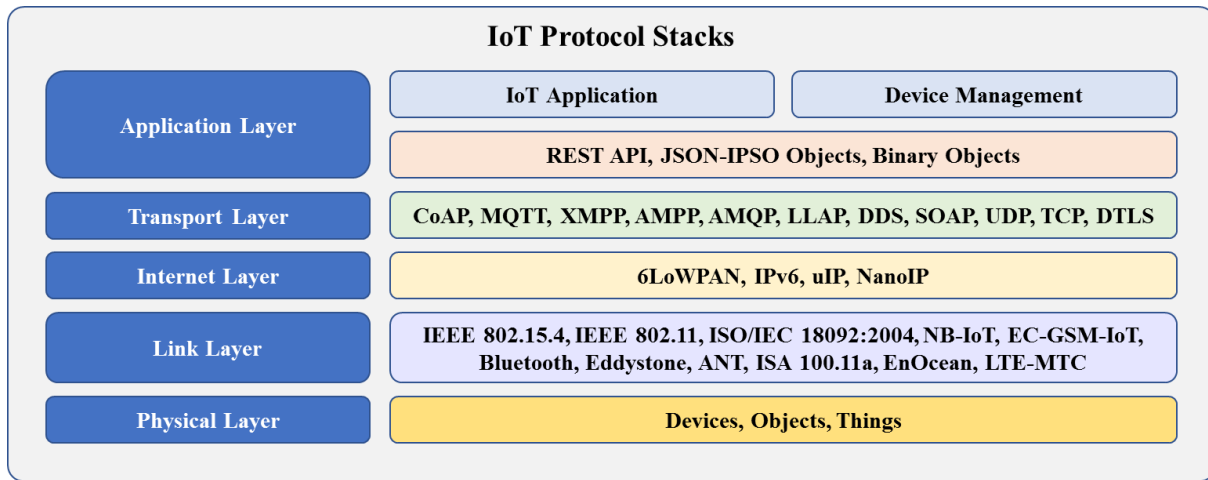 IoT Protocol Stacks
Application Layer
IoT Application
Device Management
REST API, JSON-IPSO Objects, Binary Objects
Transport Layer
CoAP, MQTT, XMPP, AMPP, AMQP, LLAP, DDS, SOAP, UDP, TCP, DTLS
Internet Layer
6LoWPAN, IPv6, uIP, NanoIP
Link Layer
IEEE 802.15.4, IEEE 802.11, ISO/IEC 18092:2004, NB-IoT, EC-GSM-IoT,
Bluetooth, Eddystone, ANT, ISA 100.11a, EnOcean, LTE-MTC
Physical Layer
Devices, Objects, Things